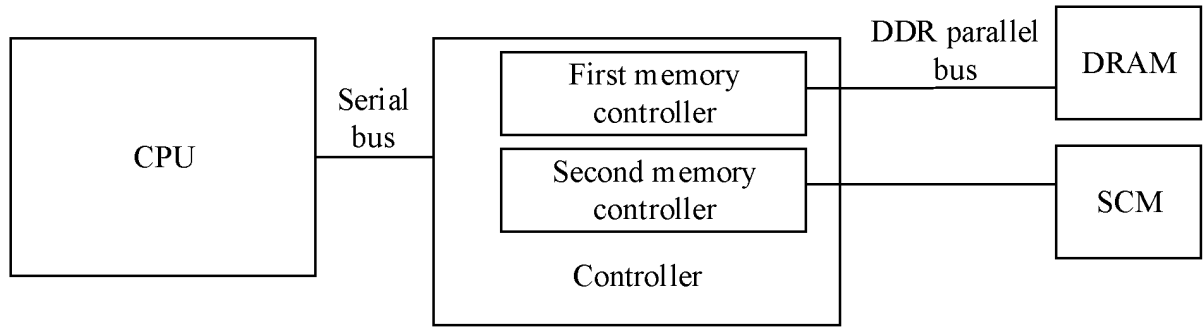 CPU
Serial
bus
First memory
controller
Second memory
controller
Controller
DDR parallel
bus
DRAM
SCM